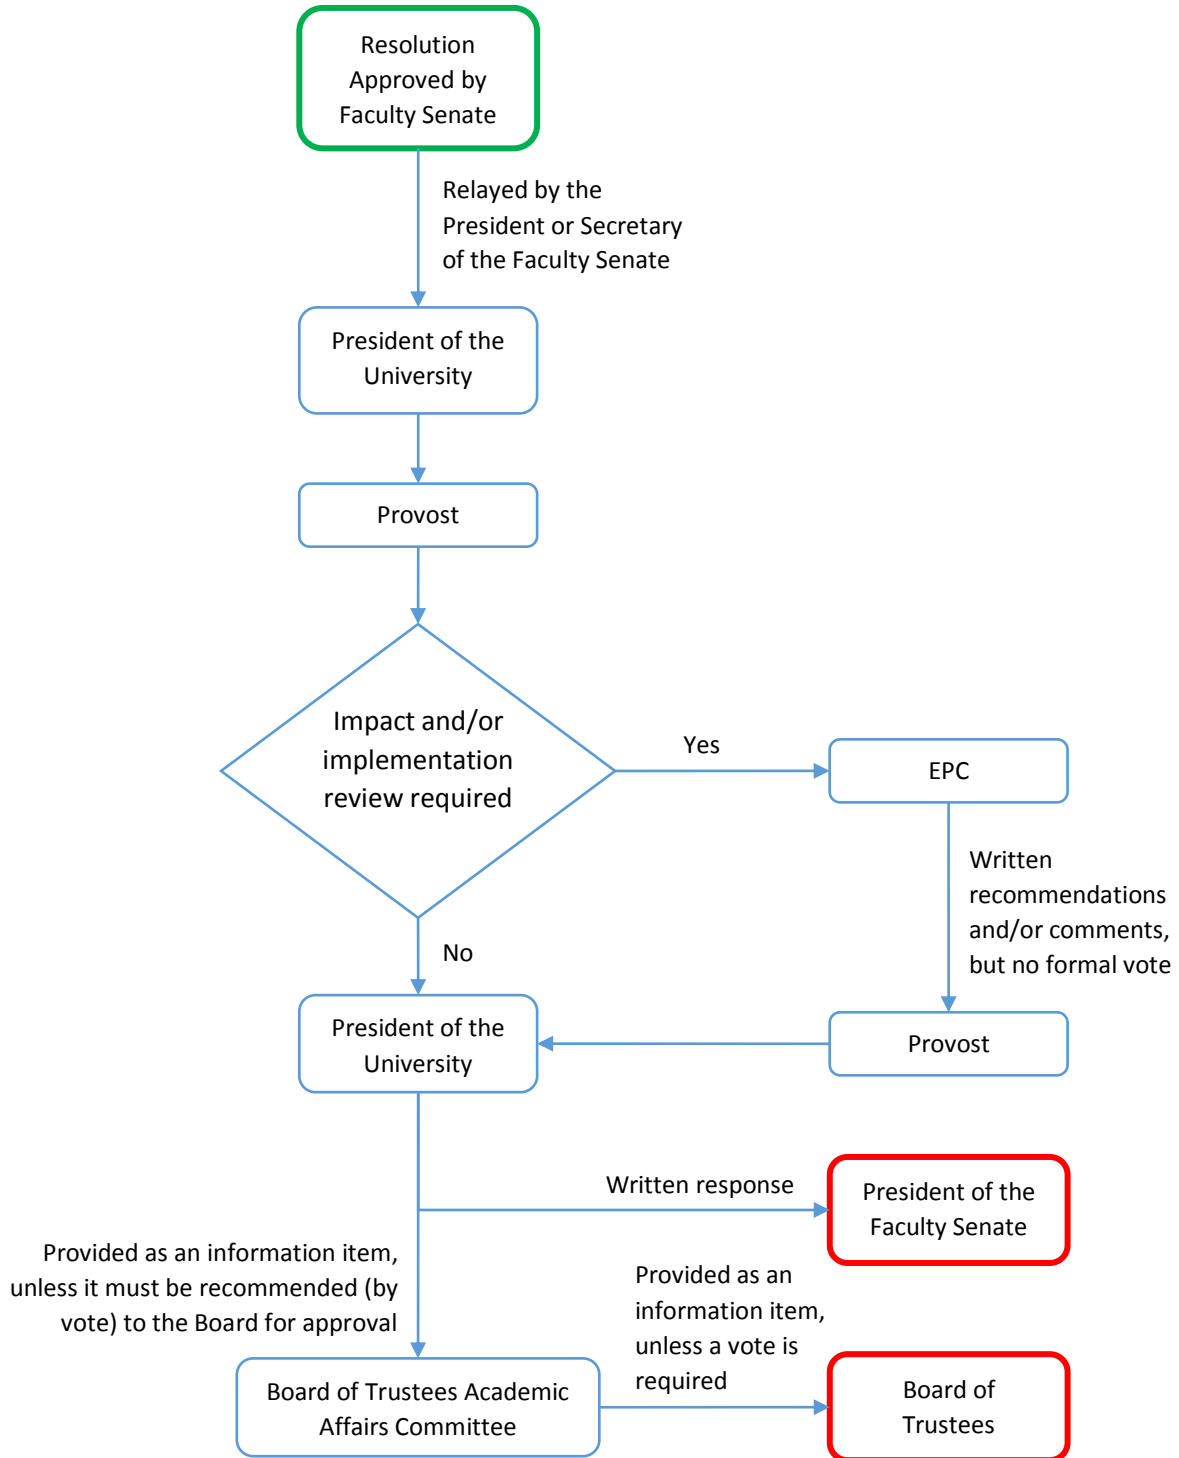 Resolution
Approved by
Faculty Senate
Relayed by the
President or Secretary
of the Faculty Senate
President of the
University
Provost
Impact and/or
implementation
review required
Yes
EPC
Written
recommendations
and/or comments,
but no formal vote
No
President of the
University
Provost
Written response
President of the
Faculty Senate
Provided as an information item,
unless it must be recommended (by
vote) to the Board for approval
Provided as an
information item,
unless a vote is
required
Board of Trustees Academic
Affairs Committee
Board of
Trustees